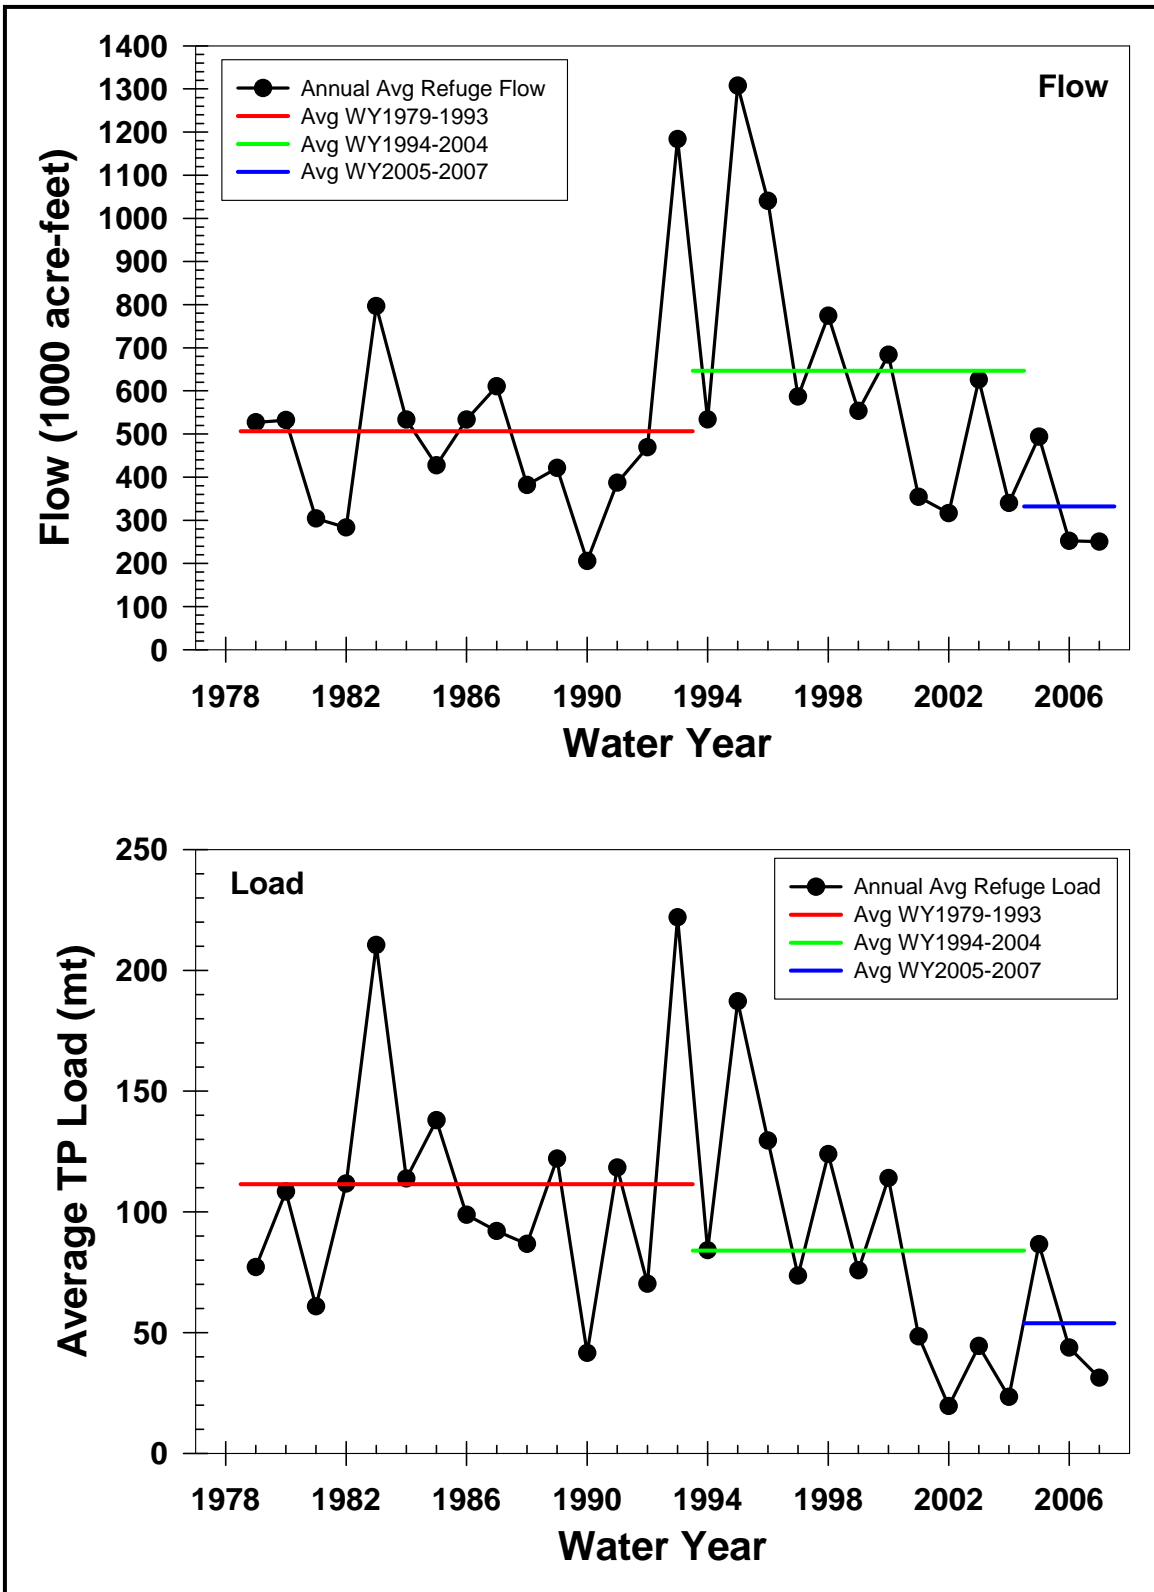 Flow
Annual Avg Refuge Flow
Avg WY1979-1993
Avg WY1994-2004
Avg WY2005-2007
Flow (1000 acre-feet)
1400
1300
1200
1100
1000
900
800
700
600
500
400
300
200
100
0
1978 1982 1986 1990 1994 1998 2002 2006
Water Year
Load
Annual Avg Refuge Load
Avg WY1979-1993
Avg WY1994-2004
Avg WY2005-2007
Average TP Load (mt)
250
200
150
100
50
0
1978 1982 1986 1990 1994 1998 2002 2006
Water Year